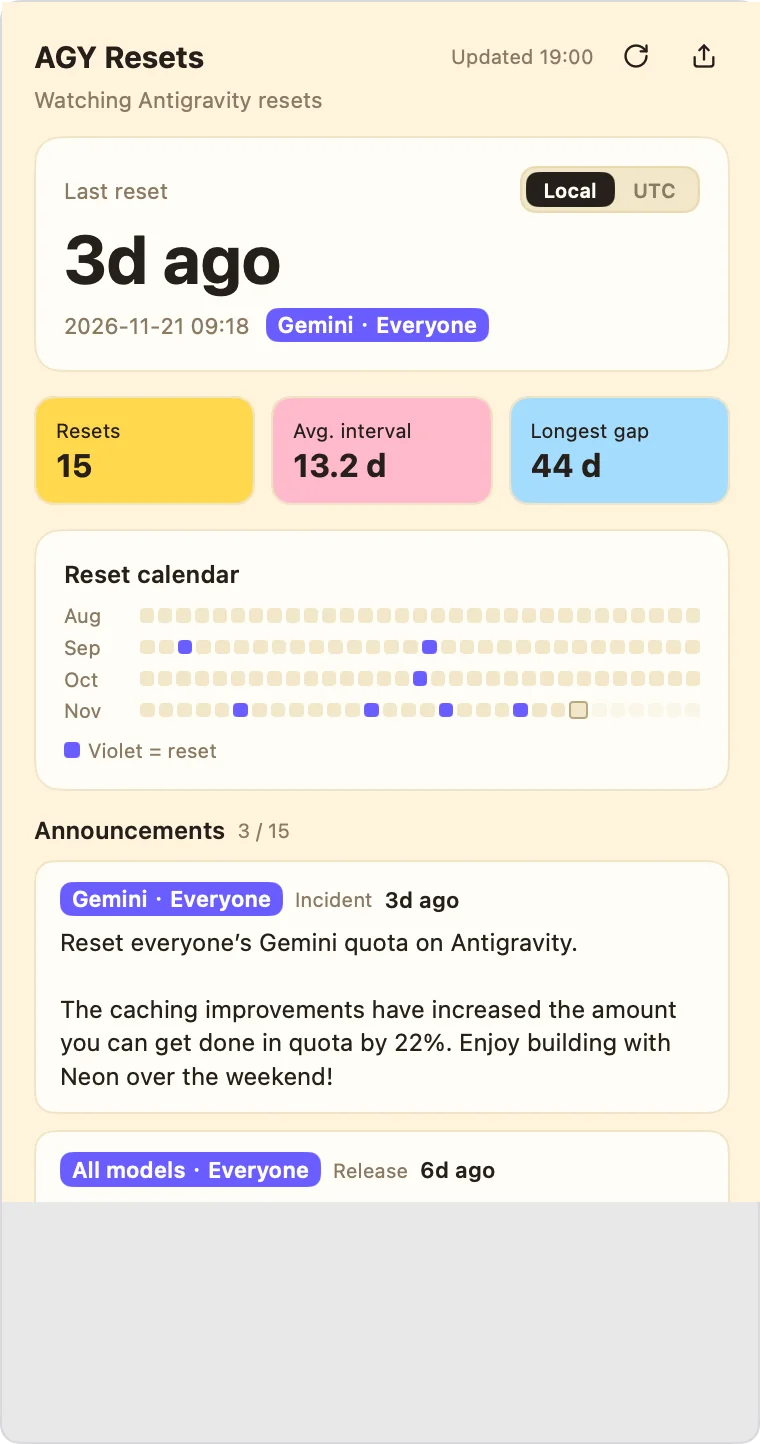 AGY Resets
Updated 19:00
Watching Antigravity resets
Last reset
Local
UTC
3d ago
2026-11-21 09:18
Gemini · Everyone
Resets
15
Avg. interval
13.2 d
Longest gap
44 d
Reset calendar
Aug
Sep
Oct
Nov
Violet = reset
Announcements 3 / 15
Gemini · Everyone Incident 3d ago
Reset everyone’s Gemini quota on Antigravity.
The caching improvements have increased the amount
you can get done in quota by 22%. Enjoy building with
Neon over the weekend!
All models · Everyone Release 6d ago